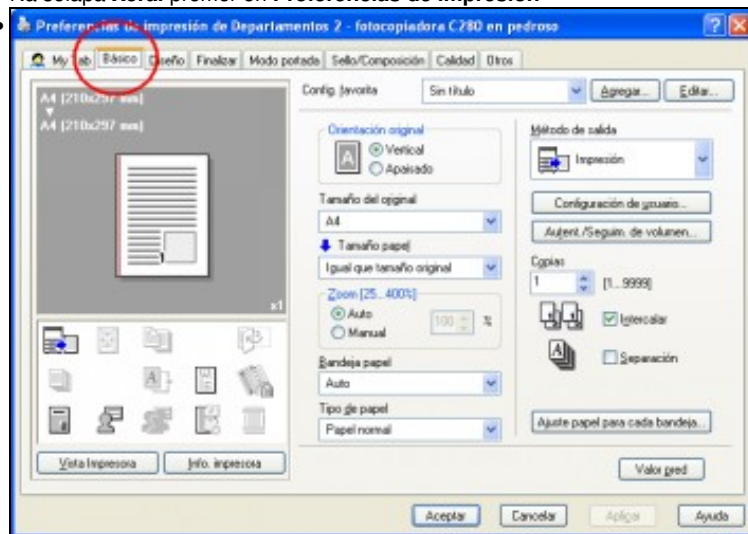 Preferencias de impresión de Departamentos 2 - fotocopiadora C280 en pedroso
My Tab Básico Diseño Finalizar Modo portada Sello/Composición Calidad Otros
A4 (210x297 mm)
A4 (210x297 mm)
x1
Vista Impresora Info. impresora
Config. favorita Sin título Agregar... Editar...
Orientación original
A Vertical
Apaisado
Tamaño del original
A4
Tamaño papel
Igual que tamaño original
Zoom [25...400%]
Auto
Manual
100 %
Bandeja papel
Auto
Tipo de papel
Papel normal
Método de salida
Impresión
Configuración de usuario...
Autent./Seguim. de volumen...
Copias
1 [1...9999]
Intercalar
Separación
Ajuste papel para cada bandeja...
Valor pred
Aceptar Cancelar Aplicar Ayuda